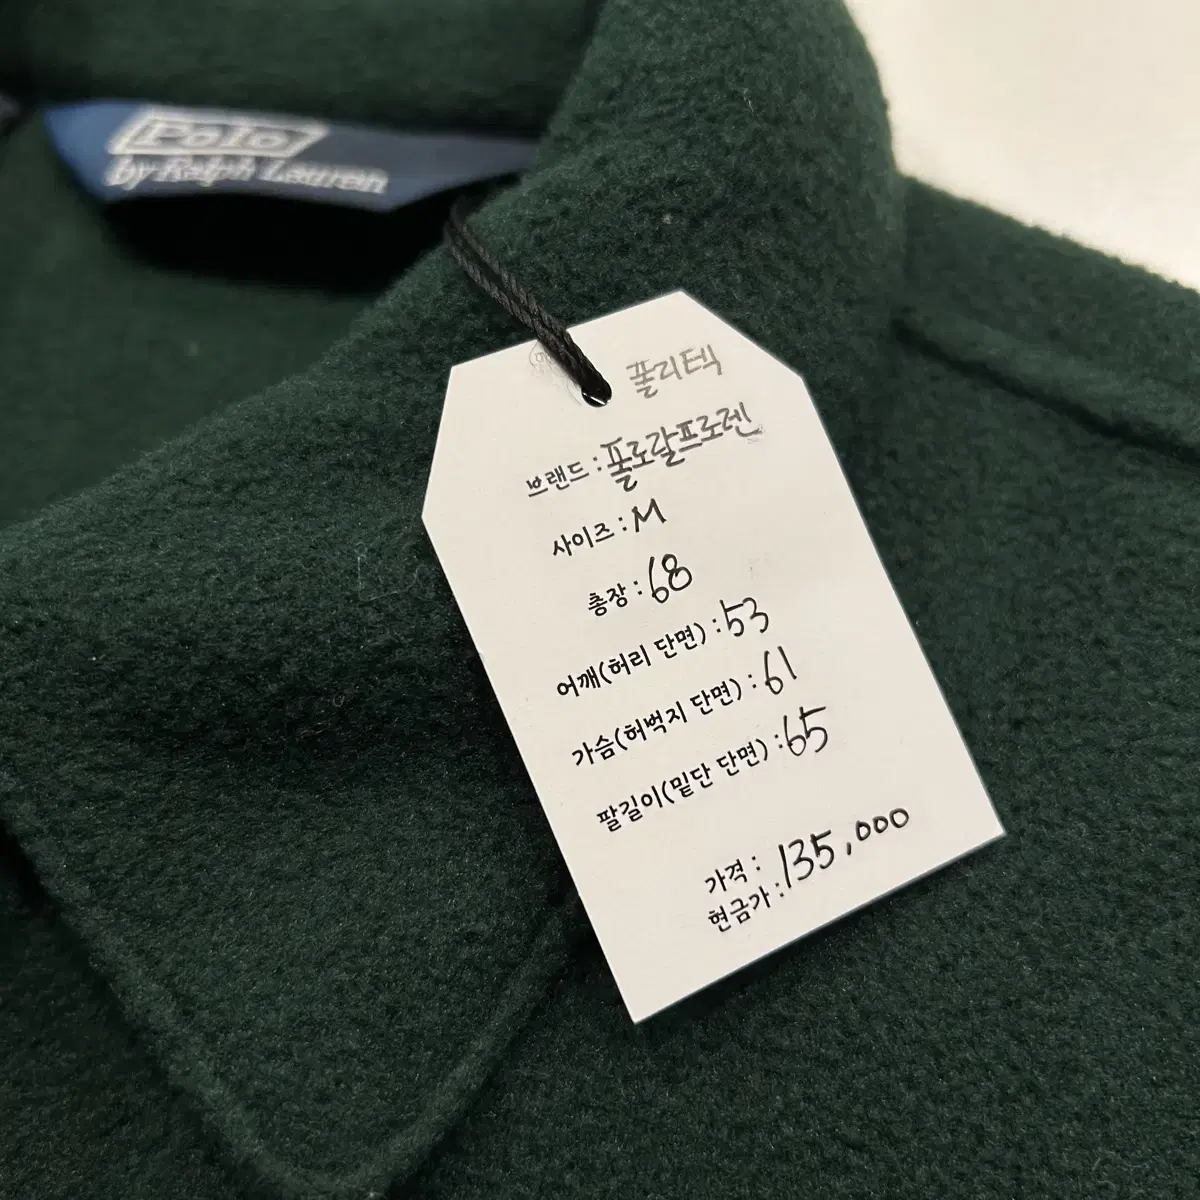 Polo
by Ralph Lauren
폴리텍
브랜드 : 폴로랄프로렌
사이즈 : M
총장 : 68
어깨(허리 단면) : 53
가슴(허벅지 단면) : 61
팔길이(밑단 단면) : 65
가격 : 135,000
현금가 :